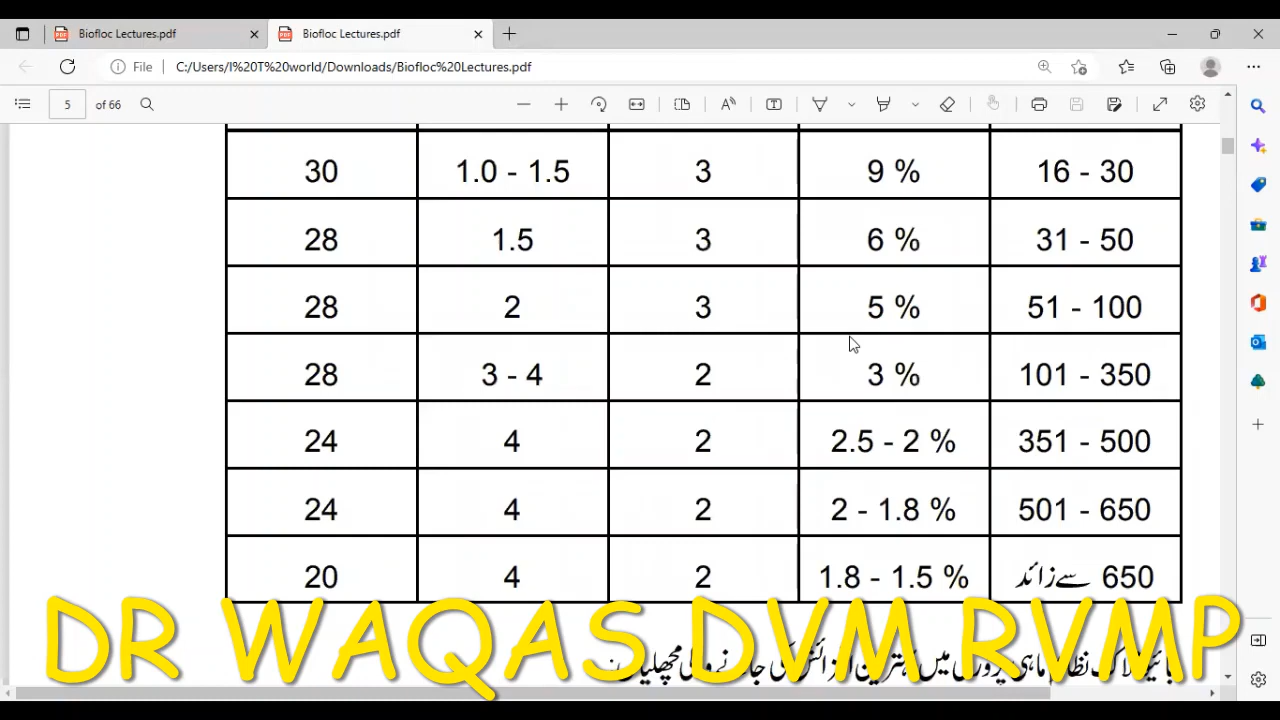 Biofloc Lectures.pdf
Biofloc Lectures.pdf
File
C:/Users/I%20T%20world/Downloads/Biofloc%20Lectures.pdf
5 of 66
30 1.0 - 1.5 3 9 % 16 - 30
28 1.5 3 6 % 31 - 50
28 2 3 5 % 51 - 100
28 3 - 4 2 3 % 101 - 350
24 4 2 2.5 - 2 % 351 - 500
24 4 2 2 - 1.8 % 501 - 650
20 4 2 1.8 - 1.5 % 650 سے زائد
DR WAQAS DVM RVMP
ماہی پروری میں بہترین